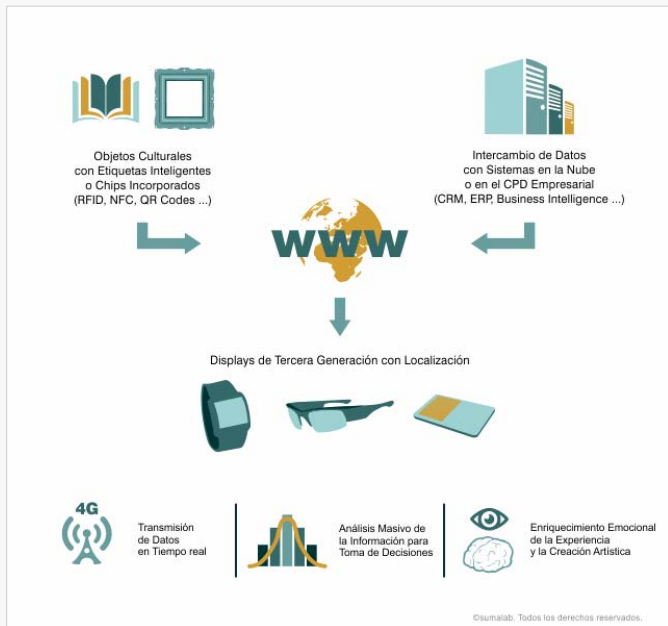 Objetos Culturales
con Etiquetas Inteligentes
o Chips Incorporados
(RFID, NFC, QR Codes ...)
Intercambio de Datos
con Sistemas en la Nube
o en el CPD Empresarial
(CRM, ERP, Business Intelligence ...)
WWW
Displays de Tercera Generación con Localización
4G
Transmisión
de Datos
en Tiempo real
Análisis Masivo de
la Información para
Toma de Decisiones
Enriquecimiento Emocional
de la Experiencia
y la Creación Artística
©sumalab. Todos los derechos reservados.